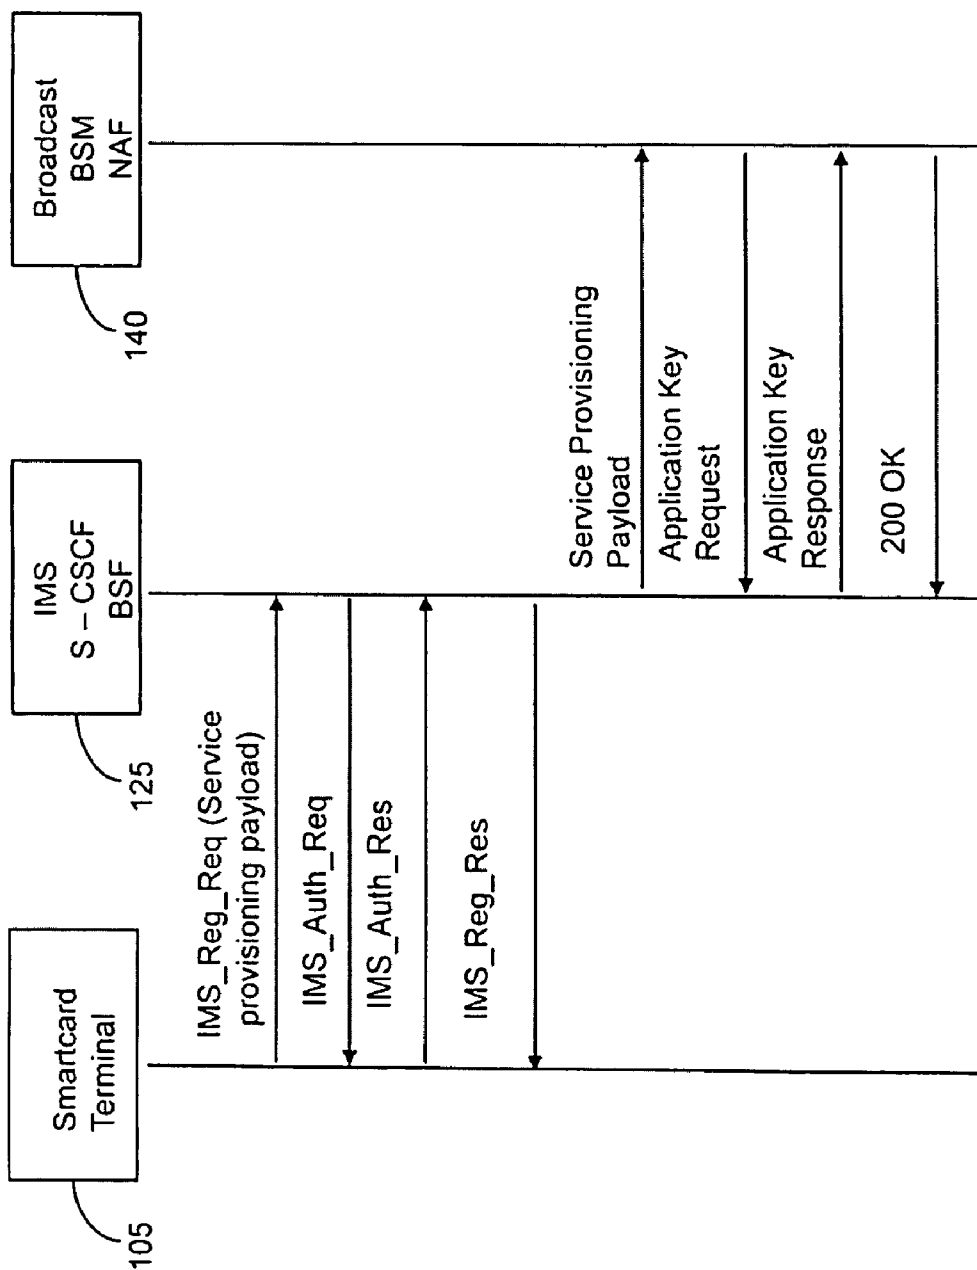 Smartcard
Terminal
105
IMS
S – CSCF
BSF
125
Broadcast
BSM
NAF
140
IMS_Reg_Req (Service
provisioning payload)
IMS_Auth_Req
IMS_Auth_Res
IMS_Reg_Res
Service Provisioning
Payload
Application Key
Request
Application Key
Response
200 OK